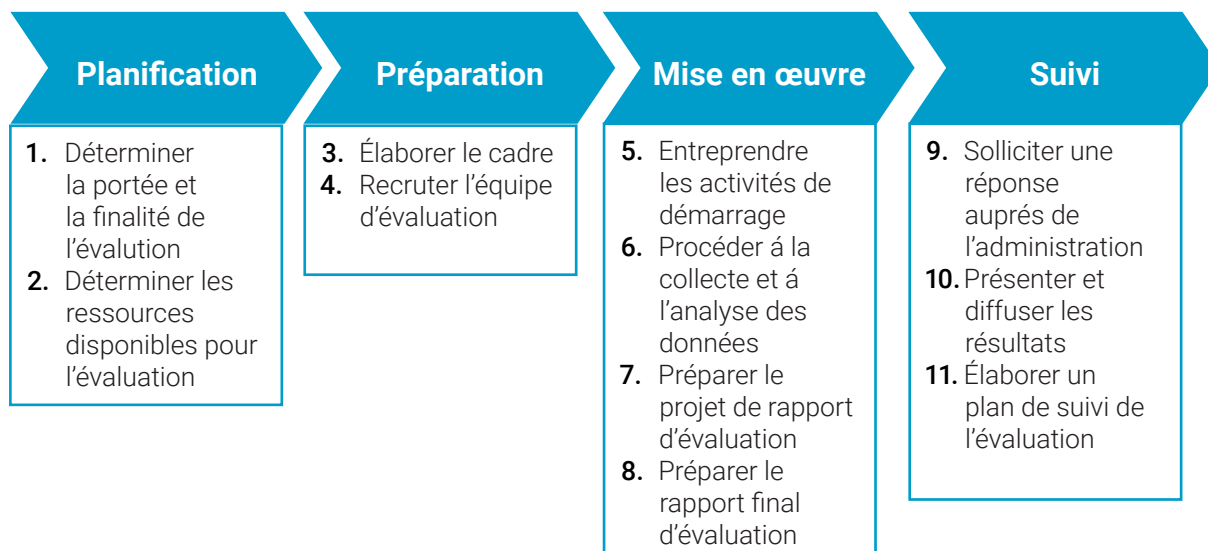 Planification
1. Déterminer
la portée et
la finalité de
l'évalution
2. Déterminer les
ressources
disponibles pour
l'évaluation
Préparation
3. Élaborer le cadre
4. Recruter l'équipe
d'évaluation
Mise en œuvre
5. Entreprendre
les activités de
démarrage
6. Procéder á la
collecte et á
l'analyse des
données
7. Préparer le
projet de rapport
d'évaluation
8. Préparer le
rapport final
d'évaluation
Suivi
9. Solliciter une
réponse
auprés de
l'administration
10. Présenter et
diffuser les
résultats
11. Élaborer un
plan de suivi de
l'évaluation